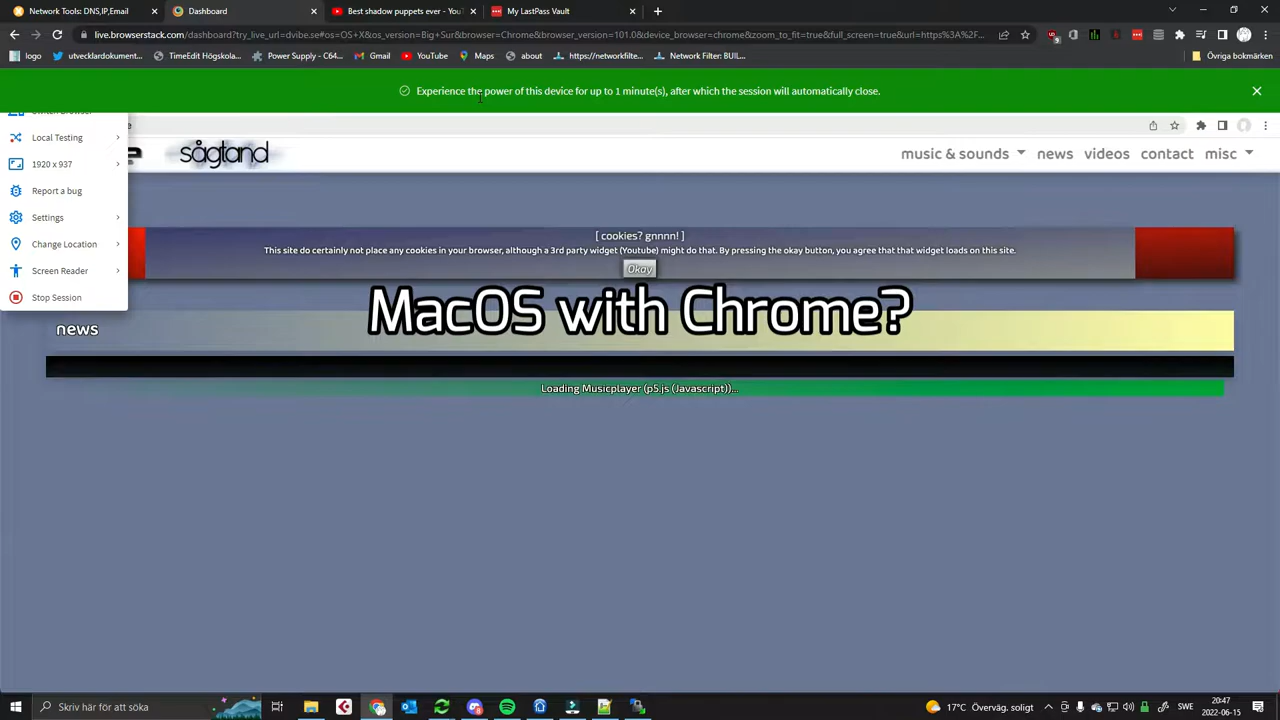 Network Tools: DNS,IP,Email
Dashboard
Best shadow puppets ever - YouT
My LastPass Vault
live.browserstack.com/dashboard?try_live_url=dvibe.se#os=OS+X&os_version=Big+Sur&browser=Chrome&browser_version=101.0&device_browser=chrome&zoom_to_fit=true&full_screen=true&url=https%3A%2F...
logo
utvecklardokument...
TimeEdit Högskola...
Power Supply - C64...
Gmail
YouTube
Maps
about
https://networkfilte...
Network Filter: BUIL...
Övriga bokmärken
Experience the power of this device for up to 1 minute(s), after which the session will automatically close.
Switch Browser
Local Testing
1920 x 937
Report a bug
Settings
Change Location
Screen Reader
Stop Session
sågtand
music & sounds
news
videos
contact
misc
[ cookies? gnnnn! ]
This site do certainly not place any cookies in your browser, although a 3rd party widget (Youtube) might do that. By pressing the okay button, you agree that that widget loads on this site.
Okay
MacOS with Chrome?
news
Loading Musicplayer (p5.js (Javascript))...
Skriv här för att söka
17°C Överväg. soligt
SWE
20:47
2022-06-15